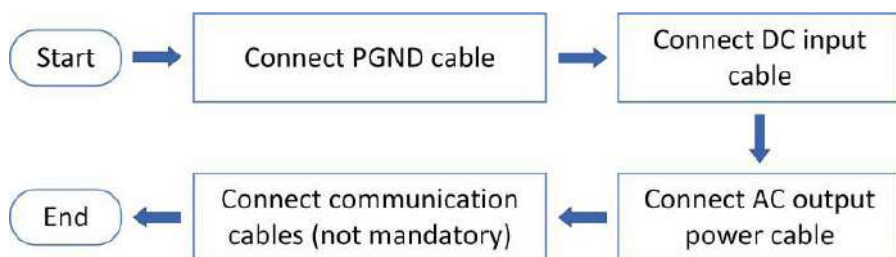 Start
Connect PGND cable
Connect DC input
cable
Connect AC output
power cable
Connect communication
cables (not mandatory)
End